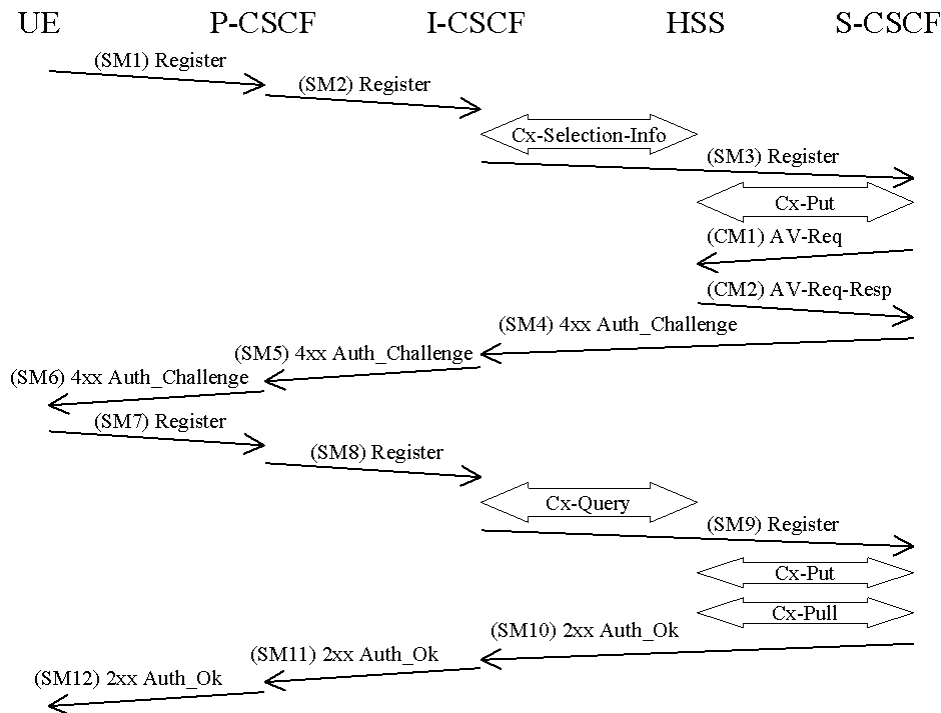 UE P-CSCF I-CSCF HSS S-CSCF
(SM1) Register
(SM2) Register
Cx-Selection-Info
(SM3) Register
Cx-Put
(CM1) AV-Req
(CM2) AV-Req-Resp
(SM4) 4xx Auth_Challenge
(SM5) 4xx Auth_Challenge
(SM6) 4xx Auth_Challenge
(SM7) Register
(SM8) Register
Cx-Query
(SM9) Register
Cx-Put
Cx-Pull
(SM10) 2xx Auth_Ok
(SM11) 2xx Auth_Ok
(SM12) 2xx Auth_Ok